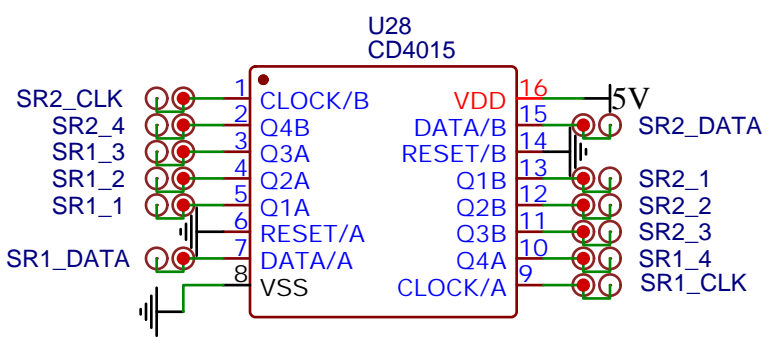 U28
CD4015
SR2_CLK 1 CLOCK/B VDD 16 5V
SR2_4 2 Q4B DATA/B 15 SR2_DATA
SR1_3 3 Q3A RESET/B 14
SR1_2 4 Q2A Q1B 13 SR2_1
SR1_1 5 Q1A Q2B 12 SR2_2
6 RESET/A Q3B 11 SR2_3
SR1_DATA 7 DATA/A Q4A 10 SR1_4
8 VSS CLOCK/A 9 SR1_CLK